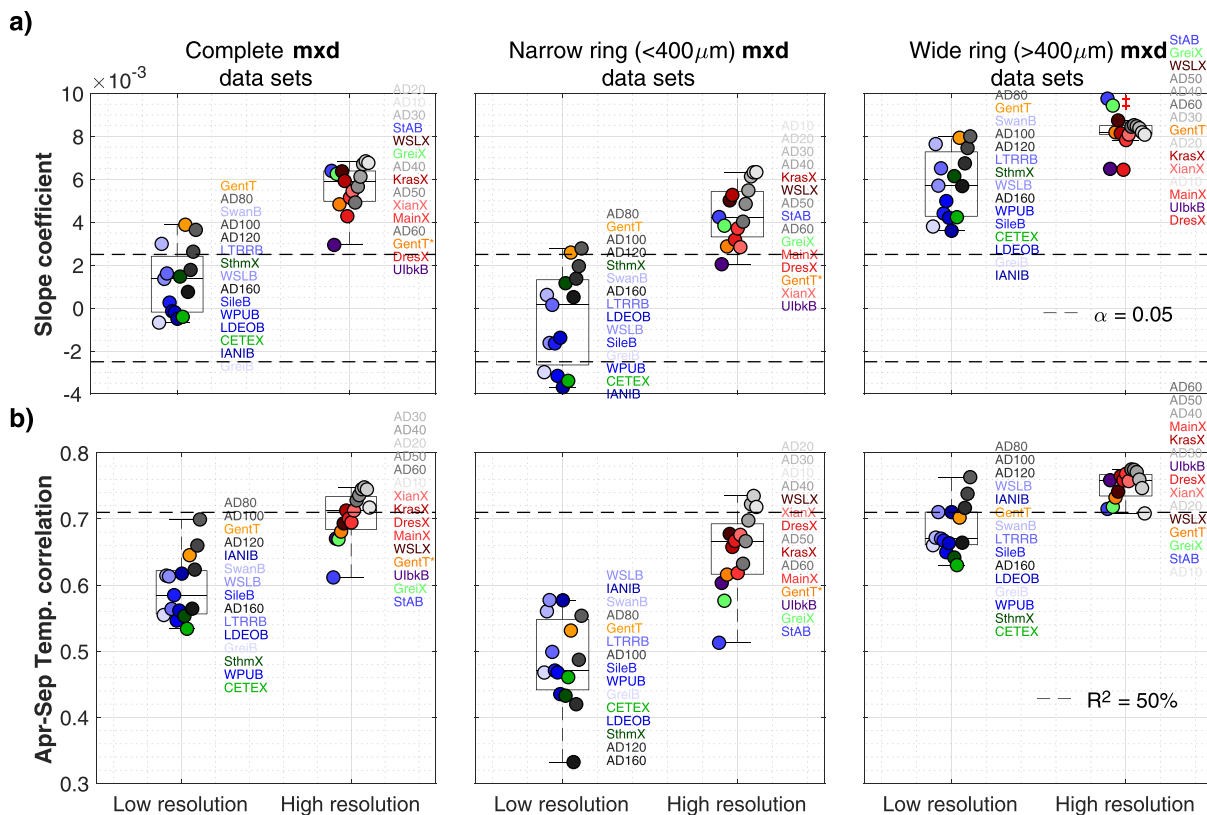 a)
Complete mxd
data sets
Narrow ring (<400μm) mxd
data sets
Wide ring (>400μm) mxd
data sets
×10-3
Slope coefficient
10
8
6
4
2
0
-2
-4
GentT
AD80
SwanB
AD100
AD120
LTRRB
SthmX
WSLB
AD160
SileB
WPUB
LDEOB
CETEX
IANIB
GreiB
AD20
AD10
AD30
StAB
WSLX
GreiX
AD40
KrasX
AD50
XianX
MainX
AD60
GentT*
DresX
UIbkB
AD80
GentT
AD100
AD120
SthmX
SwanB
AD160
LTRRB
LDEOB
WSLB
SileB
GreiB
WPUB
CETEX
IANIB
AD10
AD20
AD30
AD40
KrasX
WSLX
AD50
StAB
AD60
GreiX
MainX
DresX
GentT*
XianX
UIbkB
AD80
GentT
SwanB
AD100
AD120
LTRRB
SthmX
WSLB
AD160
WPUB
SileB
CETEX
LDEOB
GreiB
IANIB
StAB
GreiX
WSLX
AD50
AD40
AD60
AD30
GentT*
AD20
KrasX
XianX
AD10
MainX
UIbkB
DresX
‡
α = 0.05
b)
Apr-Sep Temp. correlation
0.8
0.7
0.6
0.5
0.4
0.3
AD80
AD100
GentT
AD120
IANIB
SwanB
WSLB
SileB
AD160
LTRRB
LDEOB
GreiB
SthmX
WPUB
CETEX
AD30
AD40
AD20
AD50
AD60
AD10
XianX
KrasX
DresX
MainX
WSLX
GentT*
UIbkB
GreiX
StAB
WSLB
IANIB
SwanB
AD80
GentT
LTRRB
AD100
SileB
WPUB
GreiB
CETEX
LDEOB
SthmX
AD120
AD160
AD20
AD30
AD10
AD40
WSLX
XianX
DresX
AD50
KrasX
AD60
MainX
GentT*
UIbkB
GreiX
StAB
AD80
AD100
AD120
WSLB
IANIB
GentT
SwanB
LTRRB
SileB
AD160
LDEOB
GreiB
WPUB
SthmX
CETEX
AD60
AD50
AD40
MainX
KrasX
AD30
UIbkB
DresX
XianX
AD20
WSLX
GentT*
GreiX
StAB
AD10
R2 = 50%
Low resolution
High resolution
Low resolution
High resolution
Low resolution
High resolution